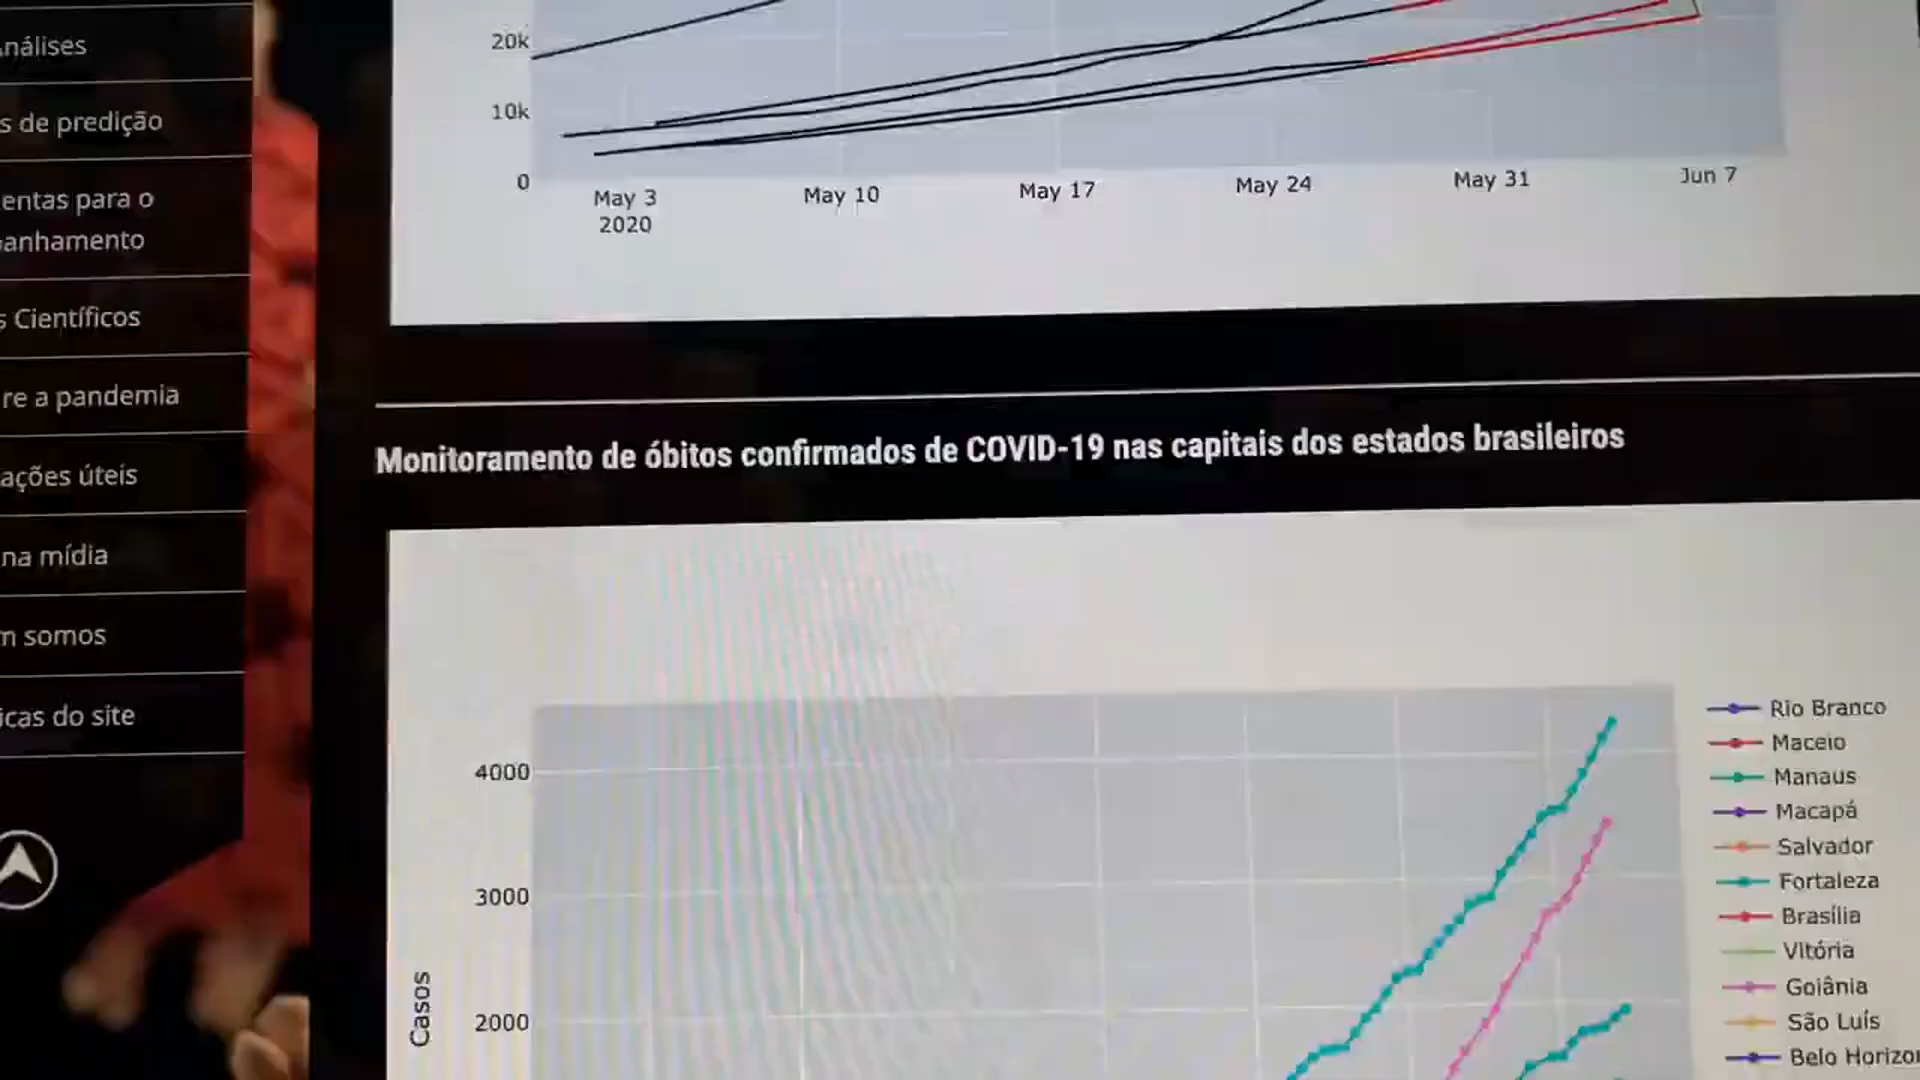 Análises
s de predição
entas para o
anhamento
s Científicos
re a pandemia
ações úteis
na mídia
m somos
icas do site
20k
10k
0
May 3
2020
May 10
May 17
May 24
May 31
Jun 7
Monitoramento de óbitos confirmados de COVID-19 nas capitais dos estados brasileiros
4000
3000
2000
Casos
Rio Branco
Maceio
Manaus
Macapá
Salvador
Fortaleza
Brasília
Vitória
Goiânia
São Luís
Belo Horizo